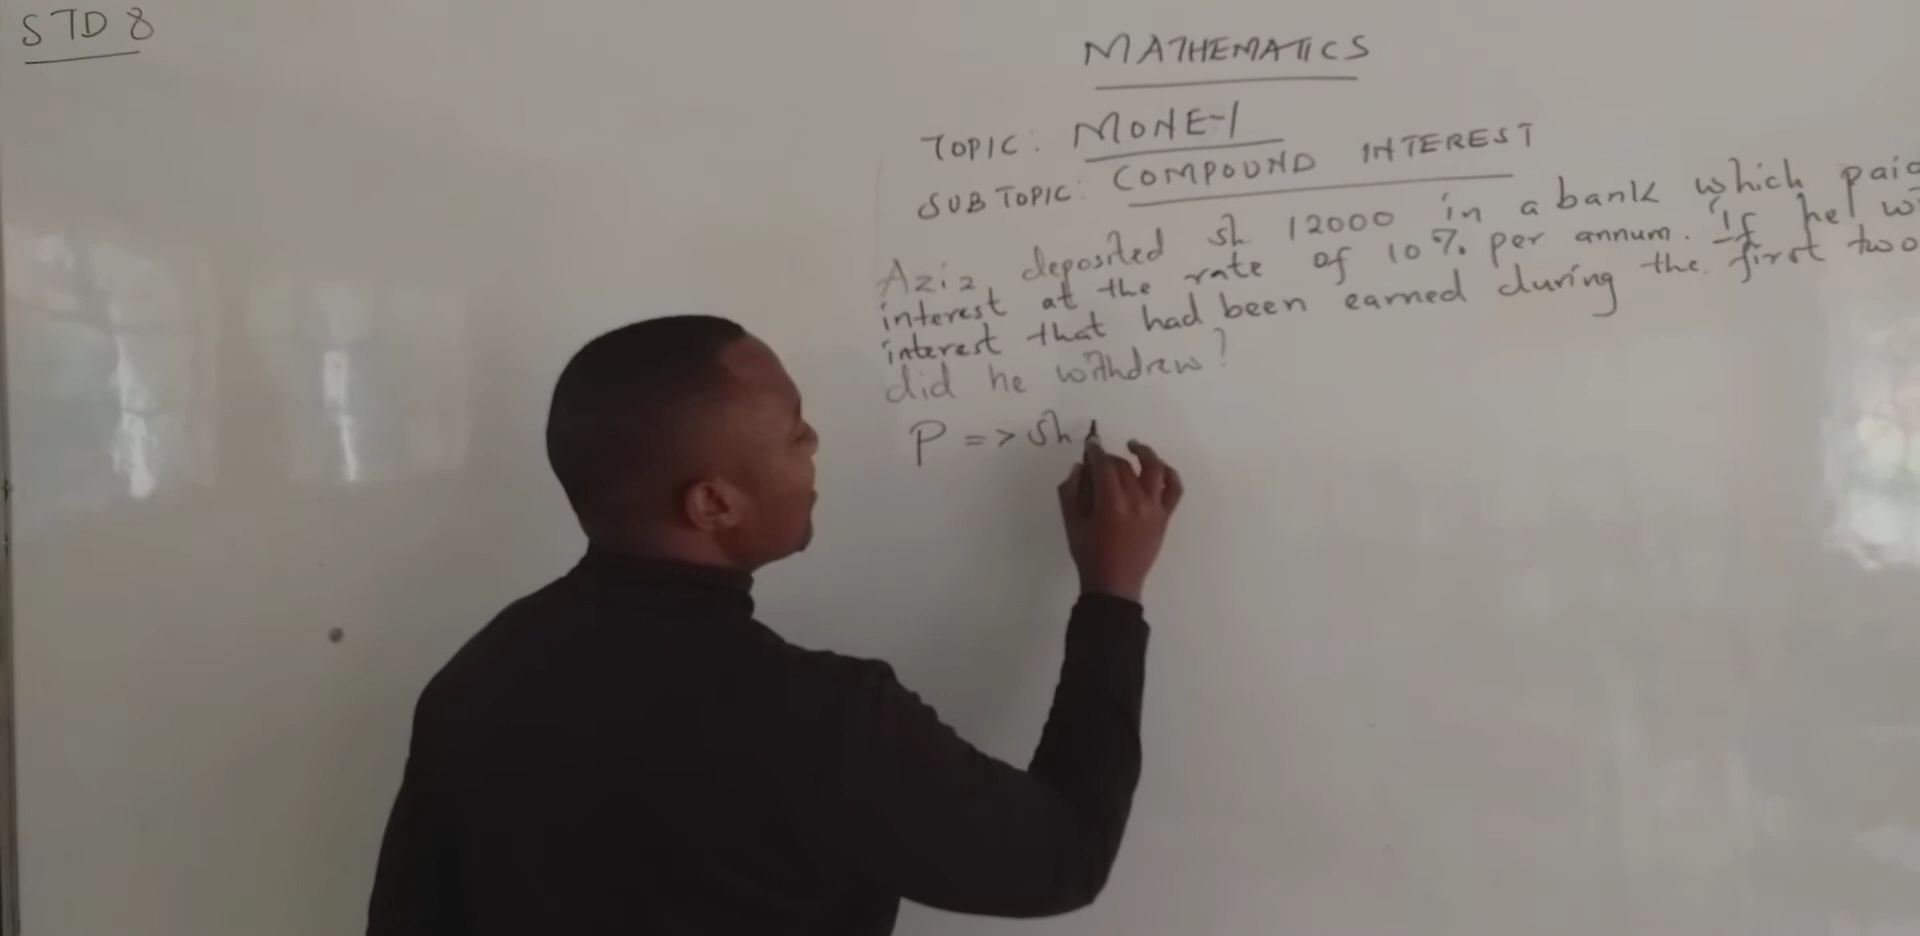 STD 8
MATHEMATICS
TOPIC: MONEY
SUBTOPIC: COMPOUND INTEREST
Aziz deposited sh 12000 in a bank which paid
interest at the rate of 10% per annum. If he
interest that had been earned during the first two
did he withdrew?
P => sh